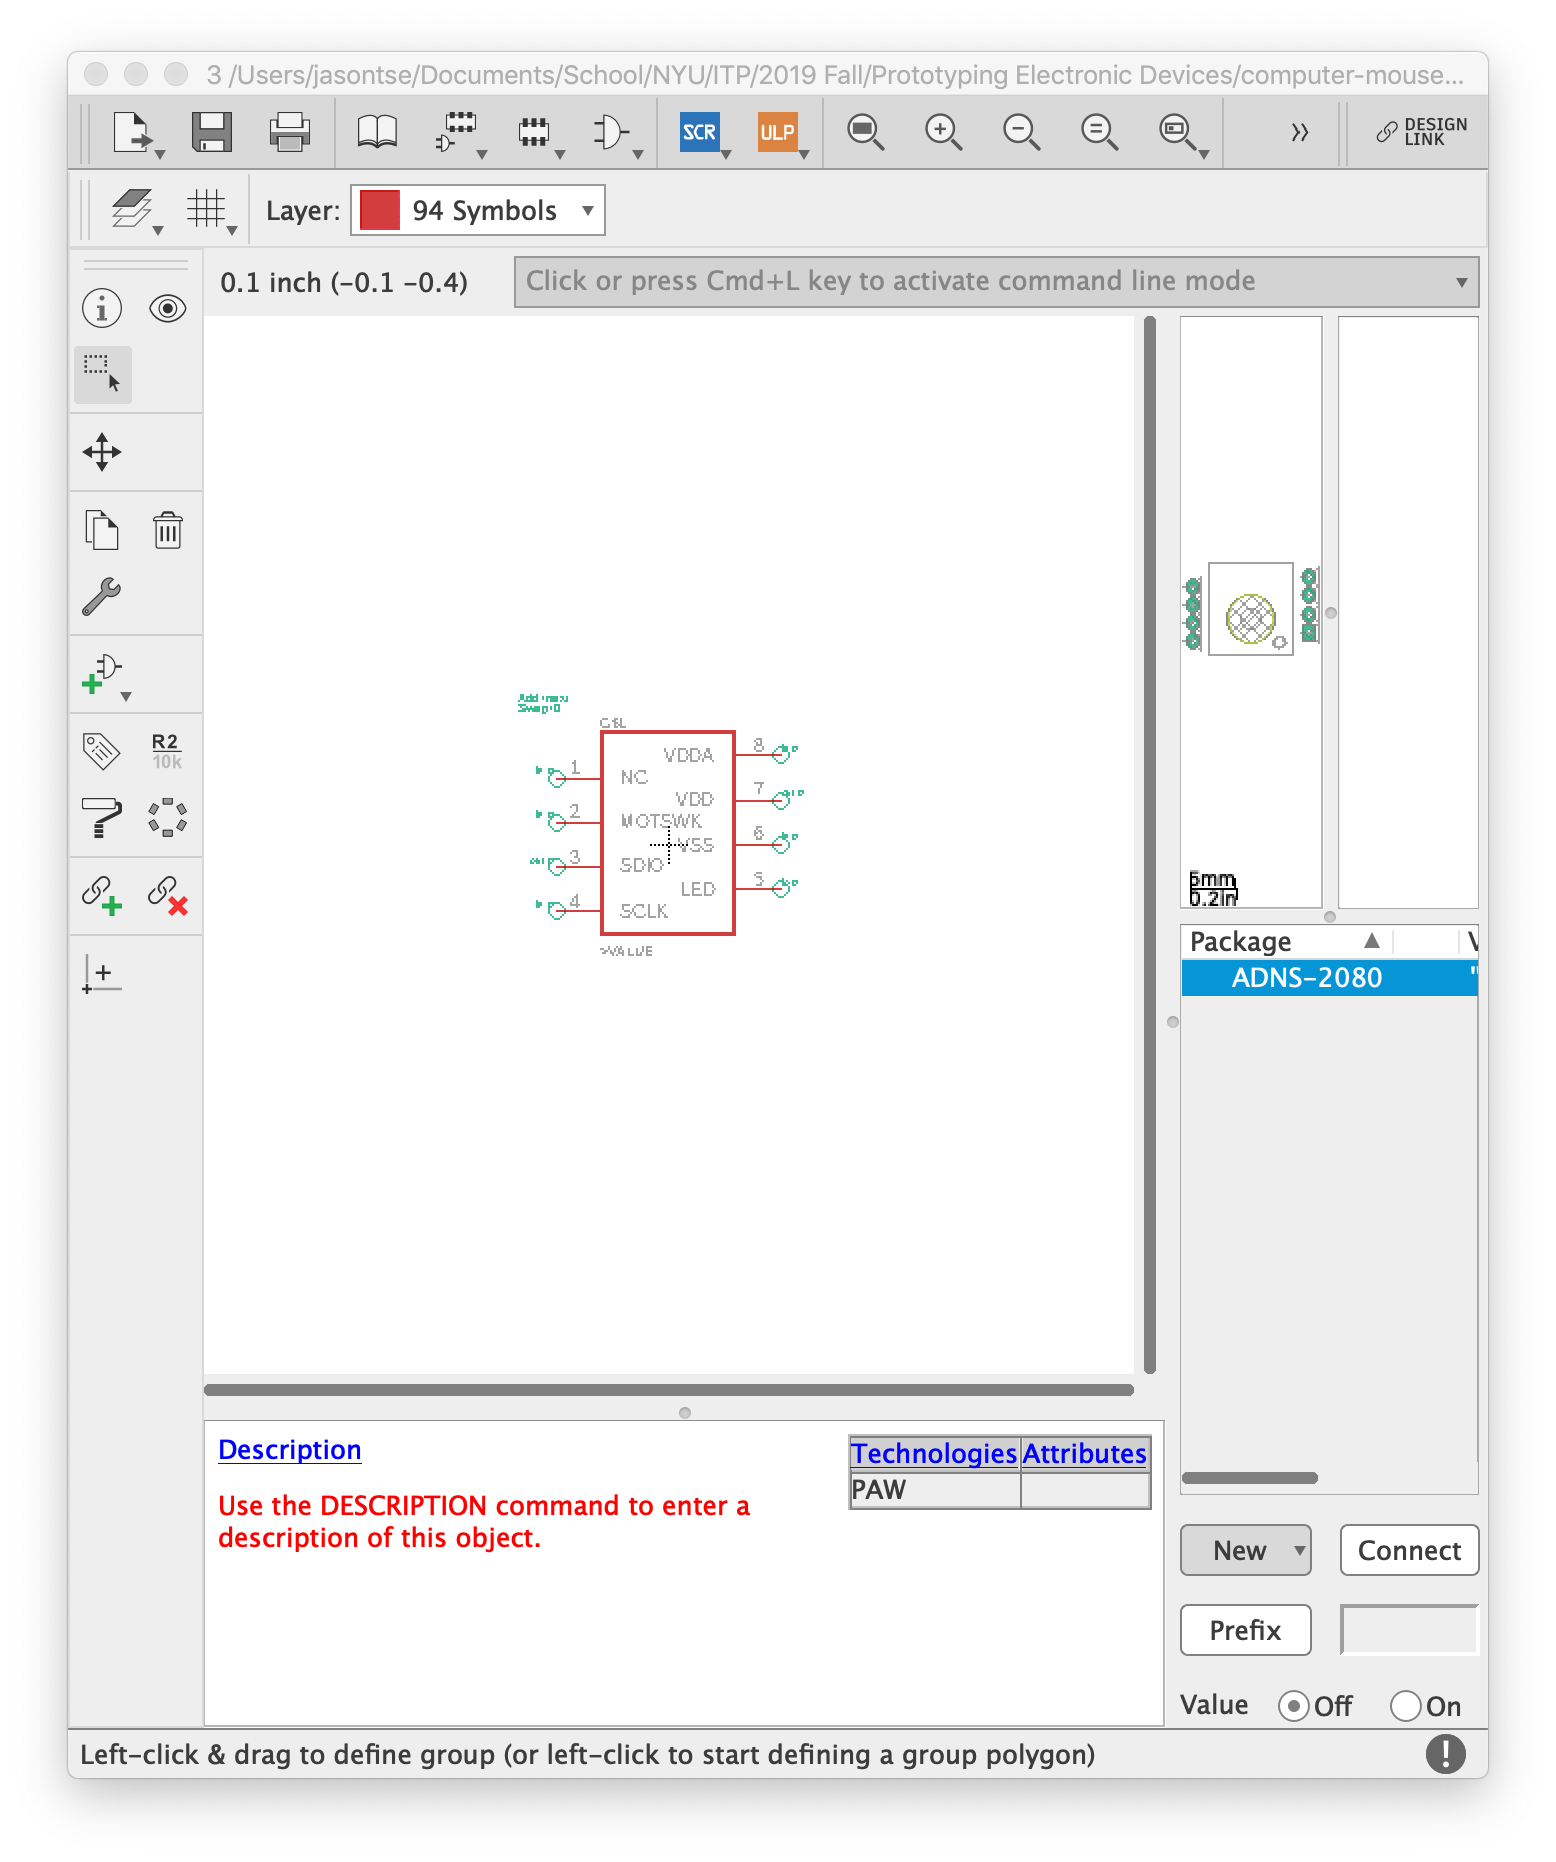 3 /Users/jasontse/Documents/School/NYU/ITP/2019 Fall/Prototyping Electronic Devices/computer-mouse...
SCR
ULP
DESIGN
LINK
Layer: 94 Symbols
0.1 inch (-0.1 -0.4)
Click or press Cmd+L key to activate command line mode
R2
10k
8
VDDA
1
NC
7
VDD
2
MOTSWK
6
VSS
3
SDIO
5
LED
4
SCLK
>VALUE
5mm
0.2in
Package
ADNS-2080
Description
Use the DESCRIPTION command to enter a
description of this object.
Technologies Attributes
PAW
New
Connect
Prefix
Value Off On
Left-click & drag to define group (or left-click to start defining a group polygon)